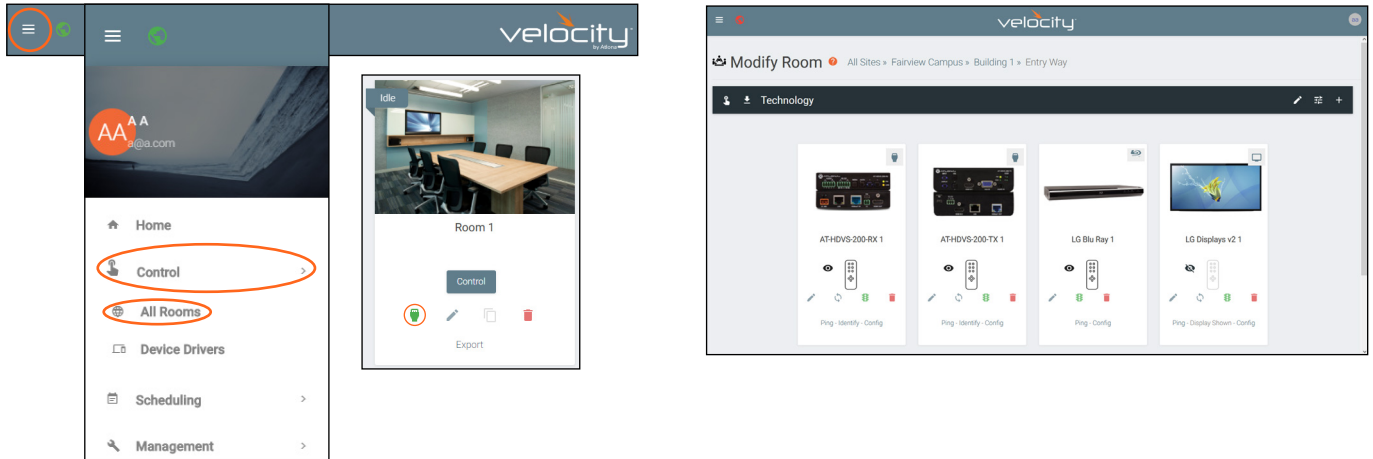 velocity
by Atlona
AA
A A
a@a.com
Home
Control
All Rooms
Device Drivers
Scheduling
Management
Idle
Room 1
Control
Export
velocity
Modify Room ? All Sites » Fairview Campus » Building 1 » Entry Way
Technology
AT-HDVS-200-RX 1
AT-HDVS-200-TX 1
LG Blu Ray 1
LG Displays v2 1
Ping - Identify - Config
Ping - Identify - Config
Ping - Config
Ping - Display Shown - Config